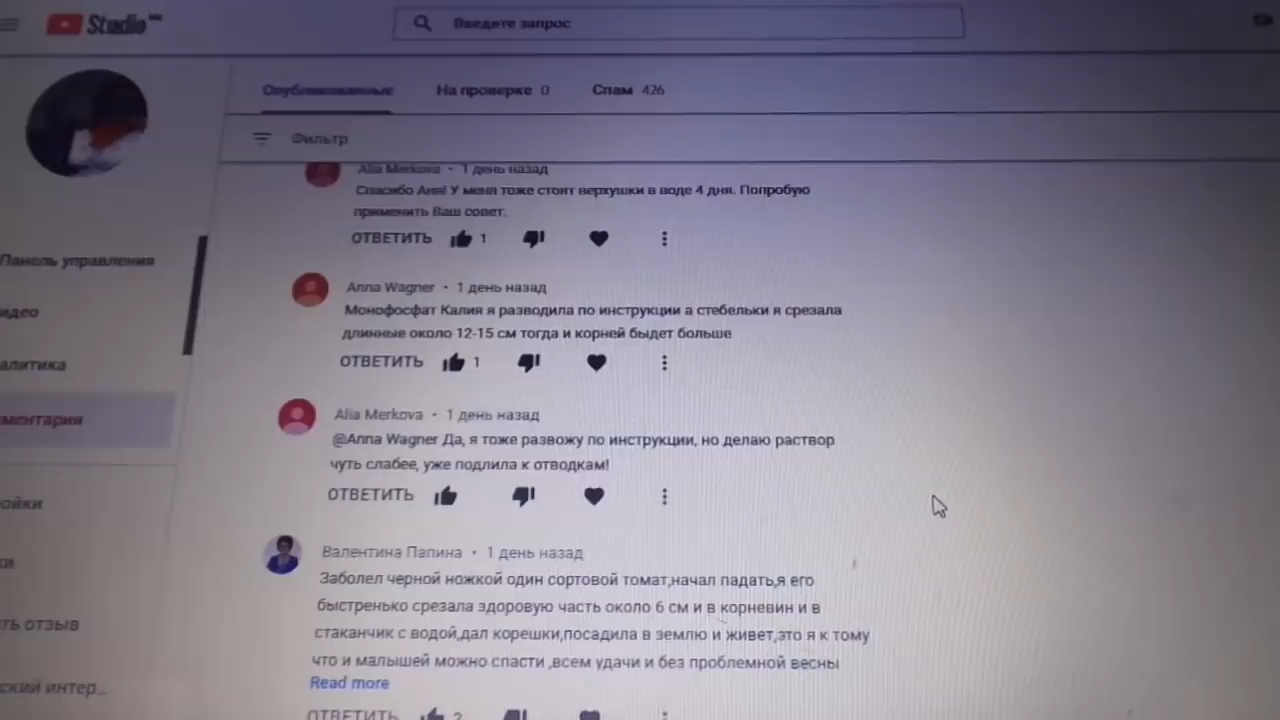 Studio
Введите запрос
Опубликованные
На проверке 0
Спам 426
Фильтр
Панель управления
идео
алитика
ментарии
ойки
ки
ть отзыв
ский интер...
Alia Merkova • 1 день назад
Спасибо Аня! У меня тоже стоят верхушки в воде 4 дня. Попробую
применить Ваш совет.
ОТВЕТИТЬ 1
Anna Wagner • 1 день назад
Монофосфат Калия я разводила по инструкции а стебельки я срезала
длинные около 12-15 см тогда и корней быдет больше
ОТВЕТИТЬ 1
Alia Merkova • 1 день назад
@Anna Wagner Да, я тоже развожу по инструкции, но делаю раствор
чуть слабее, уже подлила к отводкам!
ОТВЕТИТЬ
Валентина Папина • 1 день назад
Заболел черной ножкой один сортовой томат,начал падать,я его
быстренько срезала здоровую часть около 6 см и в корневин и в
стаканчик с водой,дал корешки,посадила в землю и живет,это я к тому
что и малышей можно спасти ,всем удачи и без проблемной весны
Read more
ОТВЕТИТЬ 2